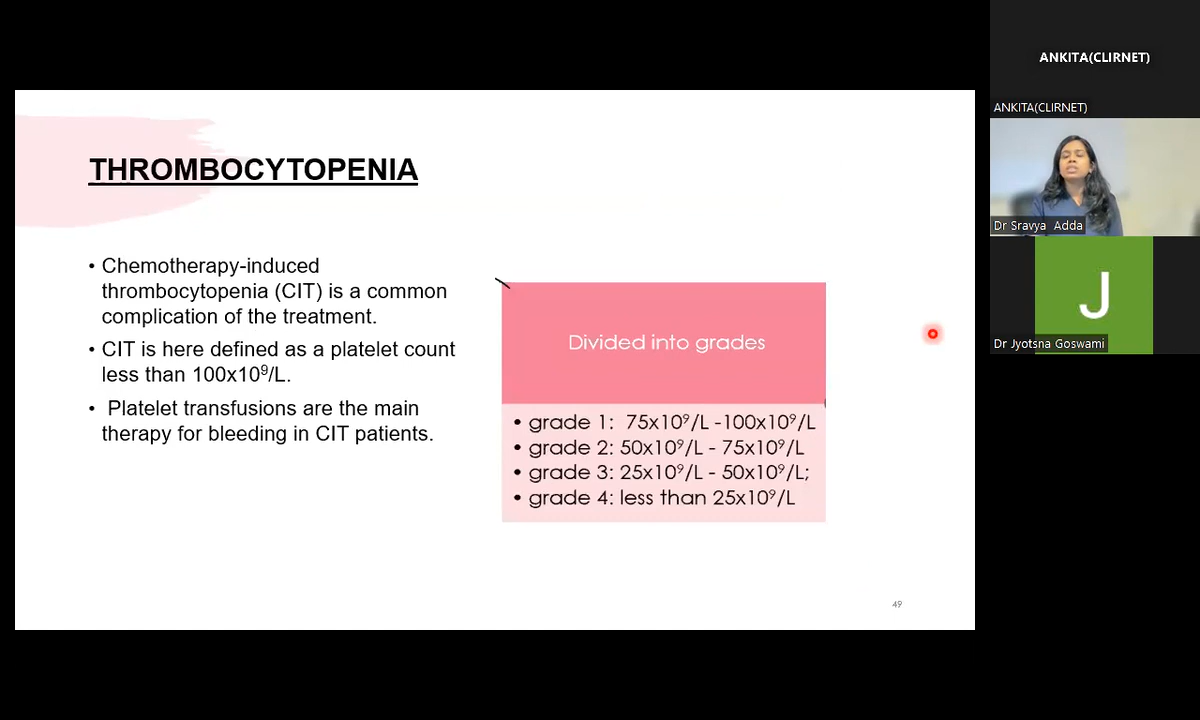 THROMBOCYTOPENIA
• Chemotherapy-induced
thrombocytopenia (CIT) is a common
complication of the treatment.
• CIT is here defined as a platelet count
less than 100x10⁹/L.
• Platelet transfusions are the main
therapy for bleeding in CIT patients.
Divided into grades
• grade 1: 75x10⁹/L -100x10⁹/L
• grade 2: 50x10⁹/L - 75x10⁹/L
• grade 3: 25x10⁹/L - 50x10⁹/L;
• grade 4: less than 25x10⁹/L
49
ANKITA(CLIRNET)
ANKITA(CLIRNET)
Dr Sravya Adda
J
Dr Jyotsna Goswami